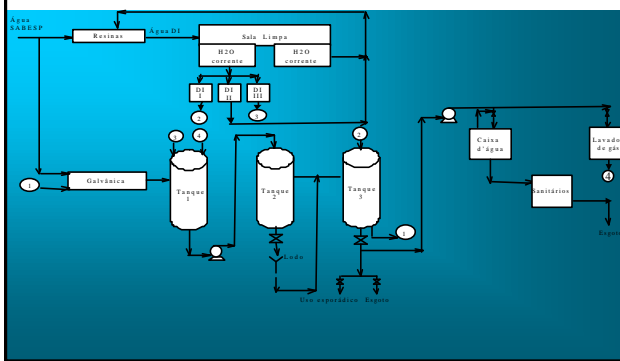 Água
SABESP
Resinas
Água DI
Sala Limpa
H2O
corrente
H2O
corrente
DI
I
DI
II
DI
III
2
3
3
4
2
1
Galvânica
Tanque
1
Tanque
2
Tanque
3
1
Lodo
Uso esporádico
Esgoto
Caixa
d'água
Lavado
de gás
4
Sanitários
Esgoto